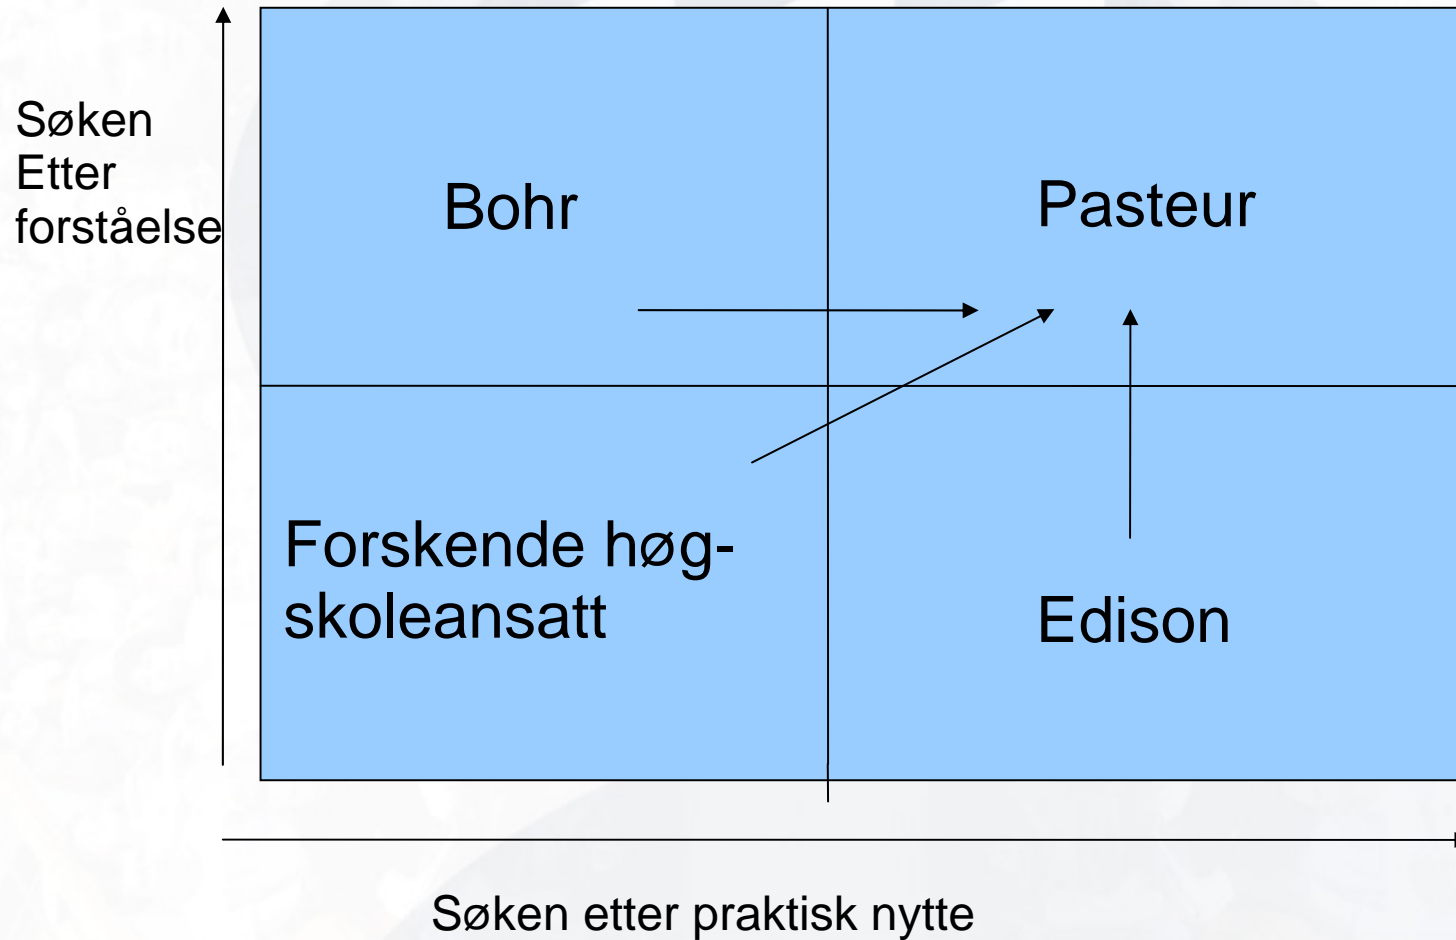 Søken
Etter
forståelse
Bohr
Pasteur
Forskende høg-
skoleansatt
Edison
Søken etter praktisk nytte